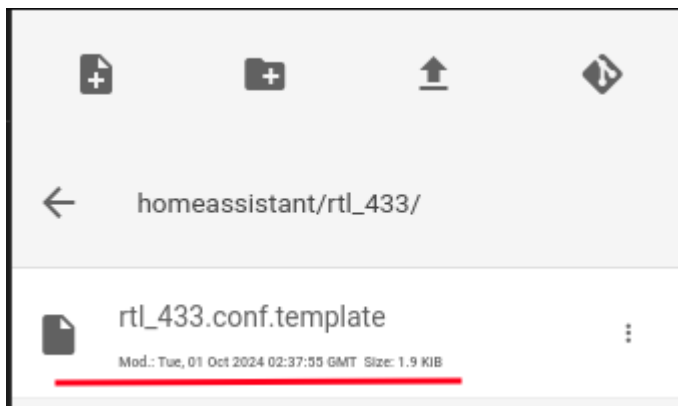 homeassistant/rtl_433/
rtl_433.conf.template
Mod.: Tue, 01 Oct 2024 02:37:55 GMT Size: 1.9 KiB